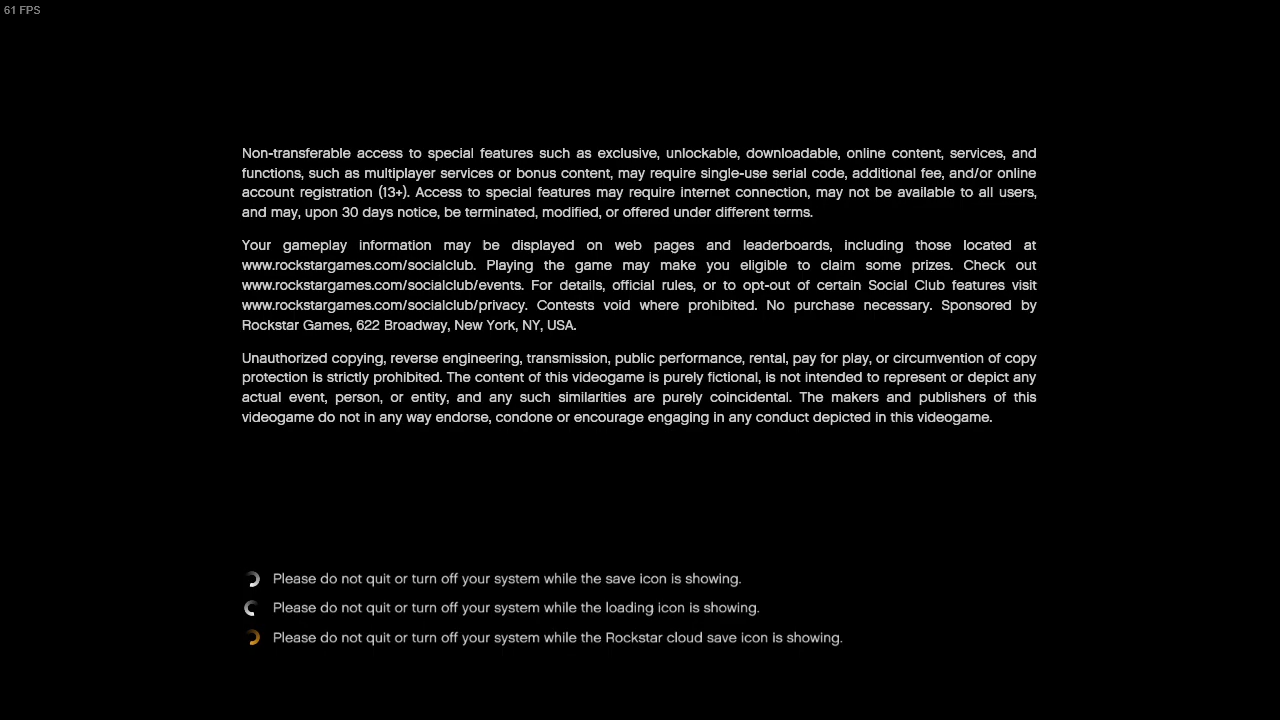 61 FPS
Non-transferable access to special features such as exclusive, unlockable, downloadable, online content, services, and
functions, such as multiplayer services or bonus content, may require single-use serial code, additional fee, and/or online
account registration (13+). Access to special features may require internet connection, may not be available to all users,
and may, upon 30 days notice, be terminated, modified, or offered under different terms.
Your gameplay information may be displayed on web pages and leaderboards, including those located at
www.rockstargames.com/socialclub. Playing the game may make you eligible to claim some prizes. Check out
www.rockstargames.com/socialclub/events. For details, official rules, or to opt-out of certain Social Club features visit
www.rockstargames.com/socialclub/privacy. Contests void where prohibited. No purchase necessary. Sponsored by
Rockstar Games, 622 Broadway, New York, NY, USA.
Unauthorized copying, reverse engineering, transmission, public performance, rental, pay for play, or circumvention of copy
protection is strictly prohibited. The content of this videogame is purely fictional, is not intended to represent or depict any
actual event, person, or entity, and any such similarities are purely coincidental. The makers and publishers of this
videogame do not in any way endorse, condone or encourage engaging in any conduct depicted in this videogame.
Please do not quit or turn off your system while the save icon is showing.
Please do not quit or turn off your system while the loading icon is showing.
Please do not quit or turn off your system while the Rockstar cloud save icon is showing.